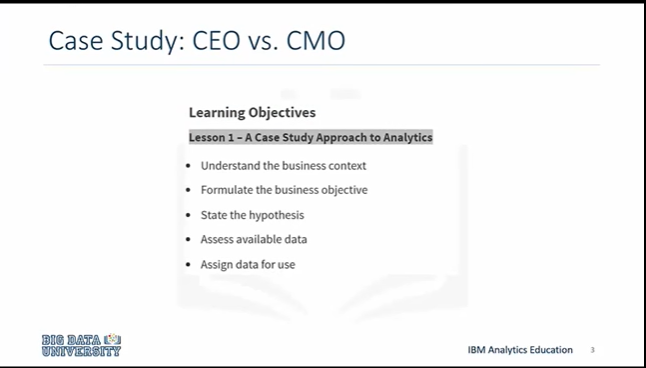 Case Study: CEO vs. CMO
Learning Objectives
Lesson 1 – A Case Study Approach to Analytics
• Understand the business context
• Formulate the business objective
• State the hypothesis
• Assess available data
• Assign data for use
BIG DATA
UNIVERSITY
IBM Analytics Education 3